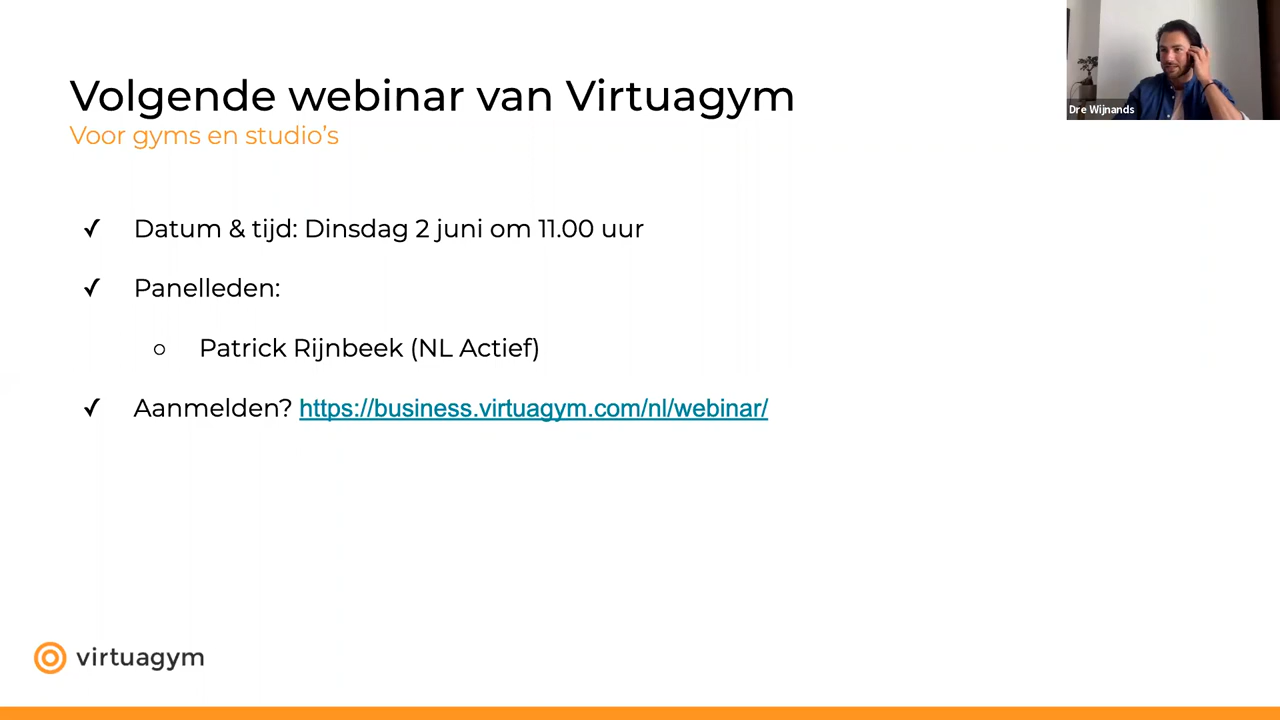 Volgende webinar van Virtuagym
Voor gyms en studio's
Dre Wijnands
✓ Datum & tijd: Dinsdag 2 juni om 11.00 uur
✓ Panelleden:
○ Patrick Rijnbeek (NL Actief)
✓ Aanmelden? https://business.virtuagym.com/nl/webinar/
virtuagym